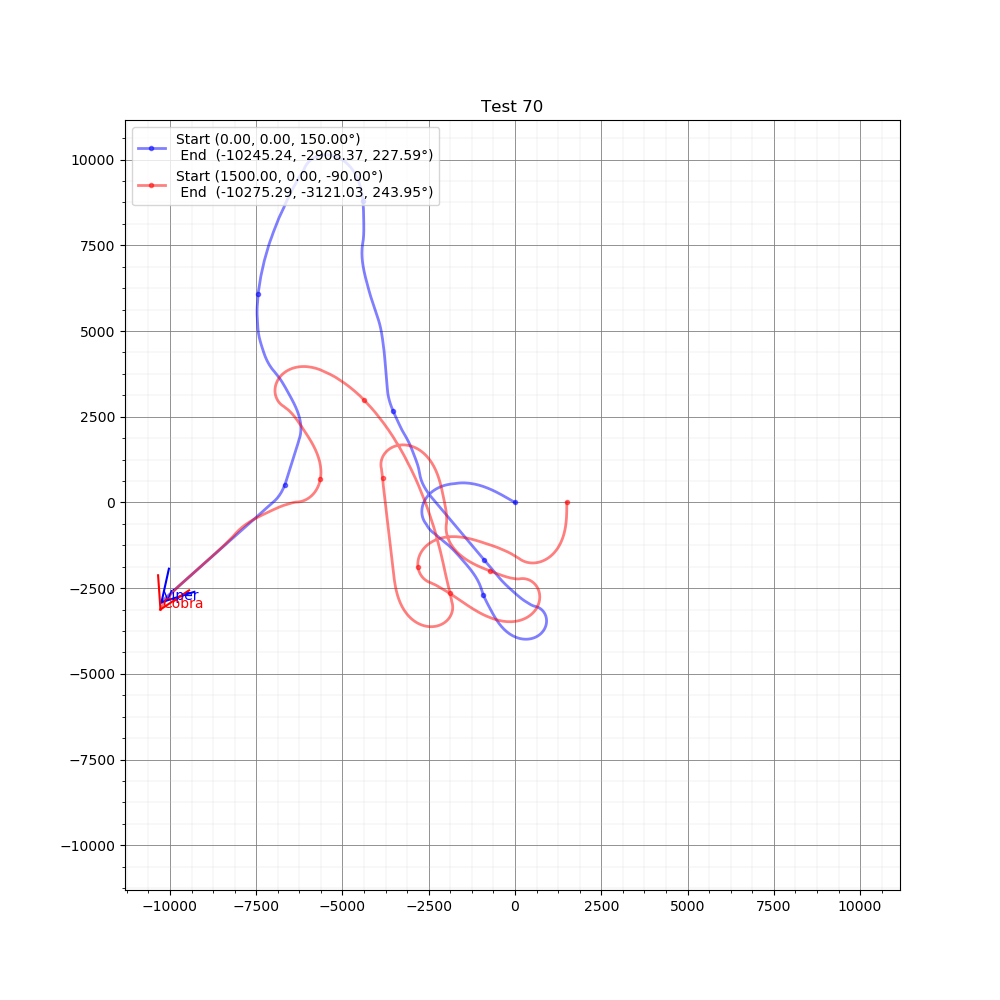 Test 70
Start (0.00, 0.00, 150.00°)
End (-10245.24, -2908.37, 227.59°)
Start (1500.00, 0.00, -90.00°)
End (-10275.29, -3121.03, 243.95°)
10000
7500
5000
2500
0
−2500
−5000
−7500
−10000
Viper
Cobra
−10000 −7500 −5000 −2500 0 2500 5000 7500 10000